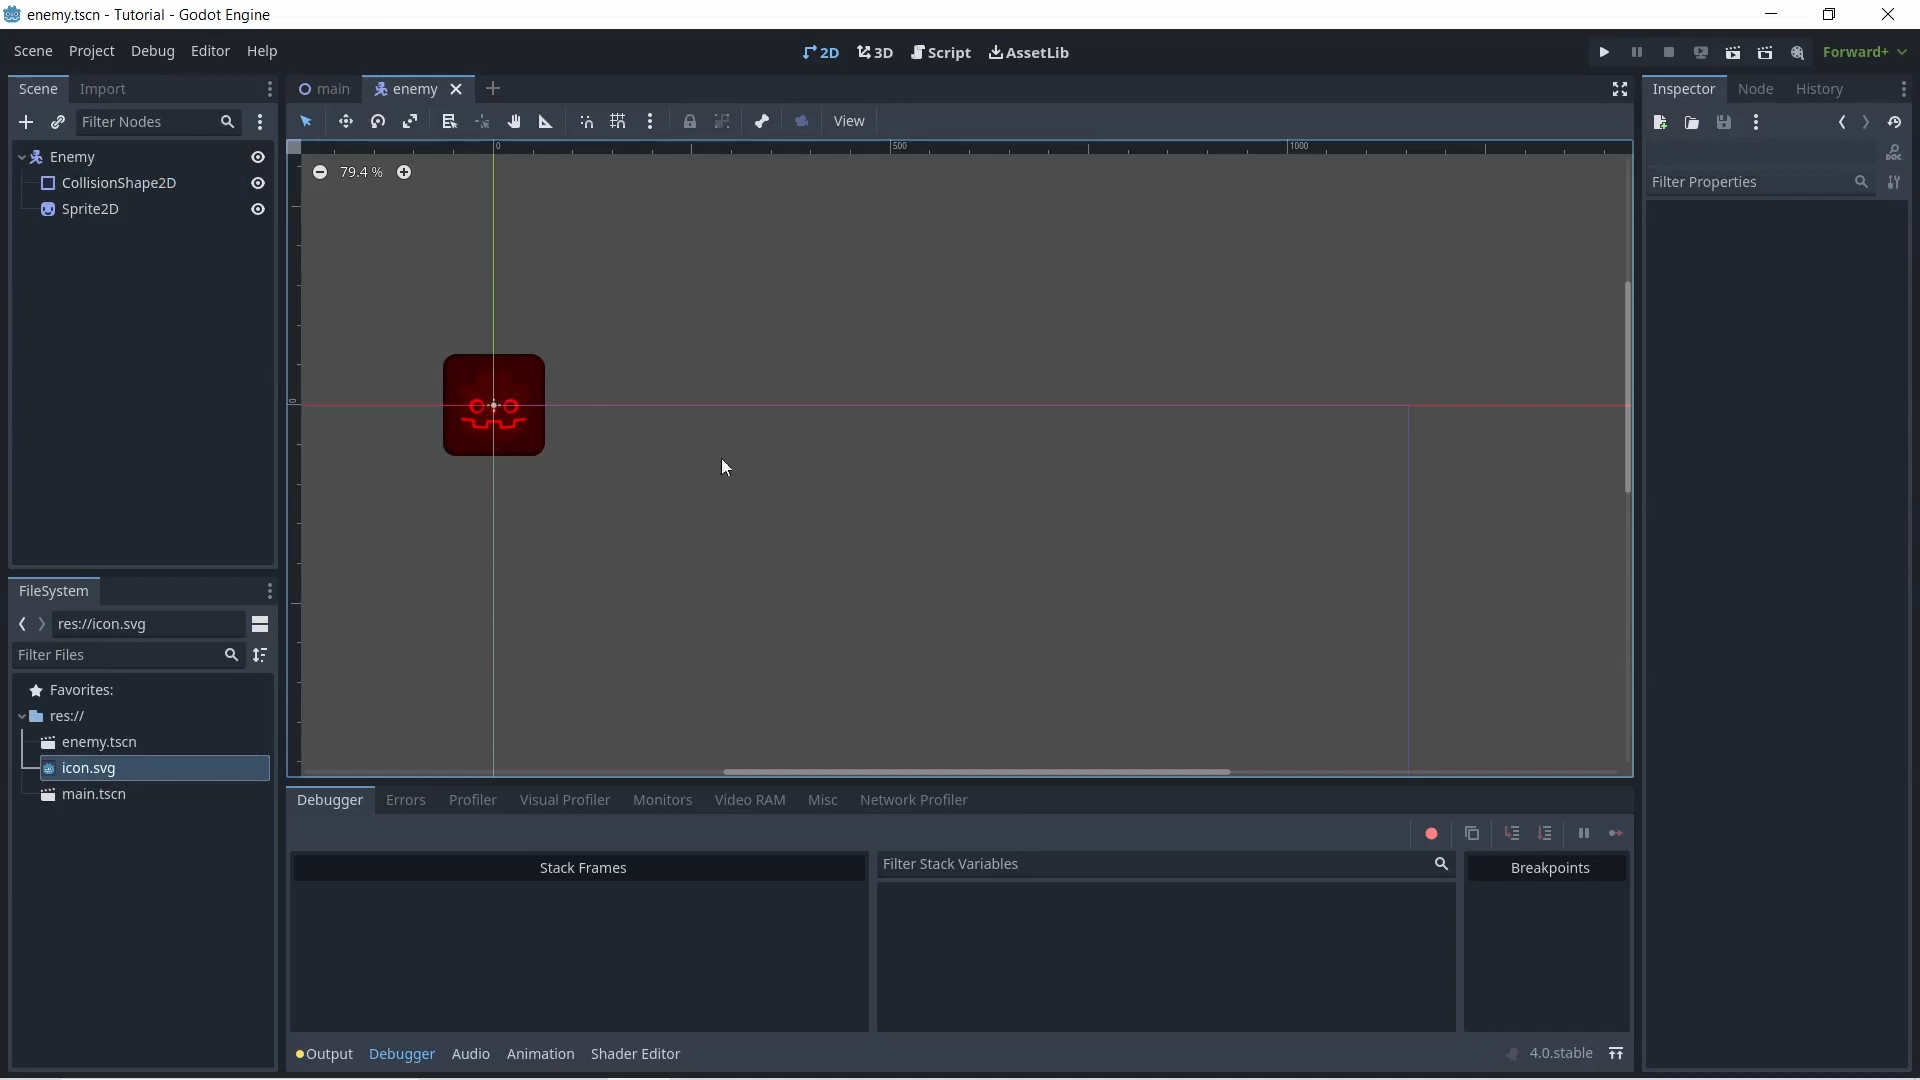 enemy.tscn - Tutorial - Godot Engine
Scene Project Debug Editor Help
2D 3D Script AssetLib
Forward+
Scene Import
main enemy
Inspector Node History
Filter Nodes
View
Enemy
CollisionShape2D
Sprite2D
0 500 1000
79.4 %
0
DOC
Filter Properties
FileSystem
res://icon.svg
Filter Files
Favorites:
res://
enemy.tscn
icon.svg
main.tscn
Debugger Errors Profiler Visual Profiler Monitors Video RAM Misc Network Profiler
Stack Frames
Filter Stack Variables
Breakpoints
Output Debugger Audio Animation Shader Editor
4.0.stable